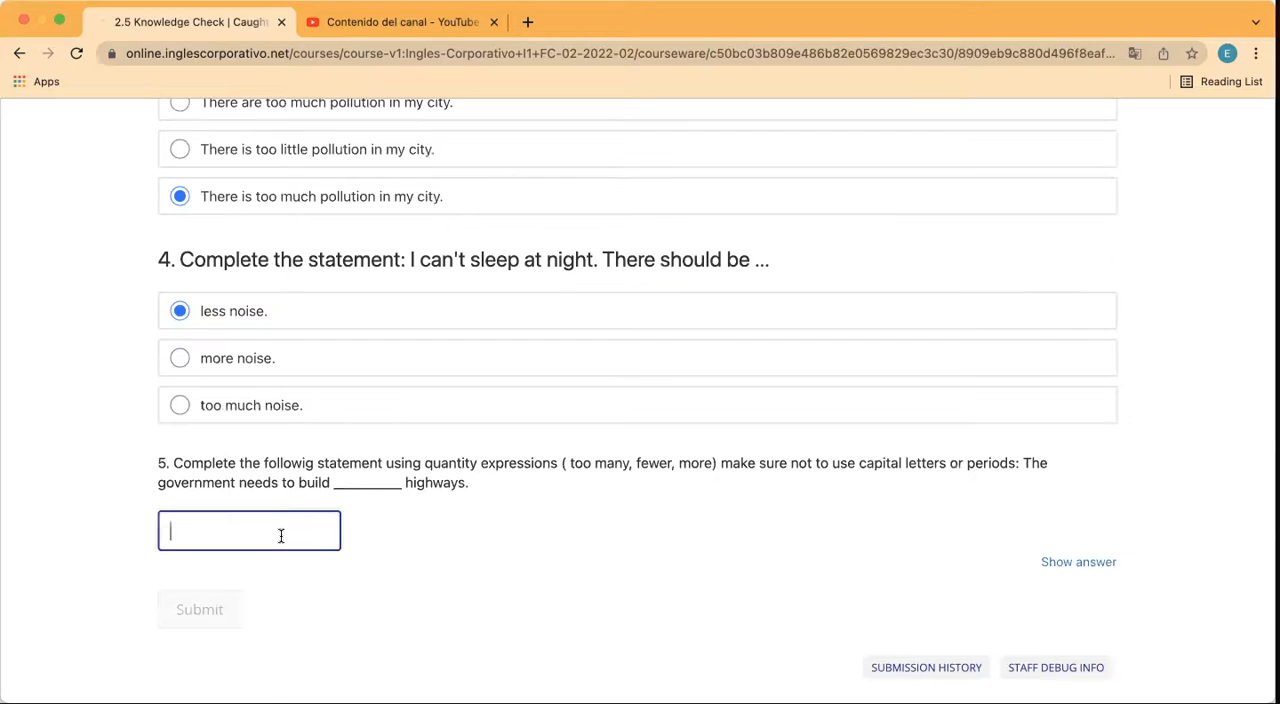 2.5 Knowledge Check | Caugh
Contenido del canal - YouTube
online.inglescorporativo.net/courses/course-v1:Ingles-Corporativo+I1+FC-02-2022-02/courseware/c50bc03b809e486b82e0569829ec3c30/8909eb9c880d496f8eaf...
E
Apps
Reading List
There are too much pollution in my city.
There is too little pollution in my city.
There is too much pollution in my city.
4. Complete the statement: I can't sleep at night. There should be ...
less noise.
more noise.
too much noise.
5. Complete the followig statement using quantity expressions ( too many, fewer, more) make sure not to use capital letters or periods: The
government needs to build _________ highways.
Show answer
Submit
SUBMISSION HISTORY
STAFF DEBUG INFO